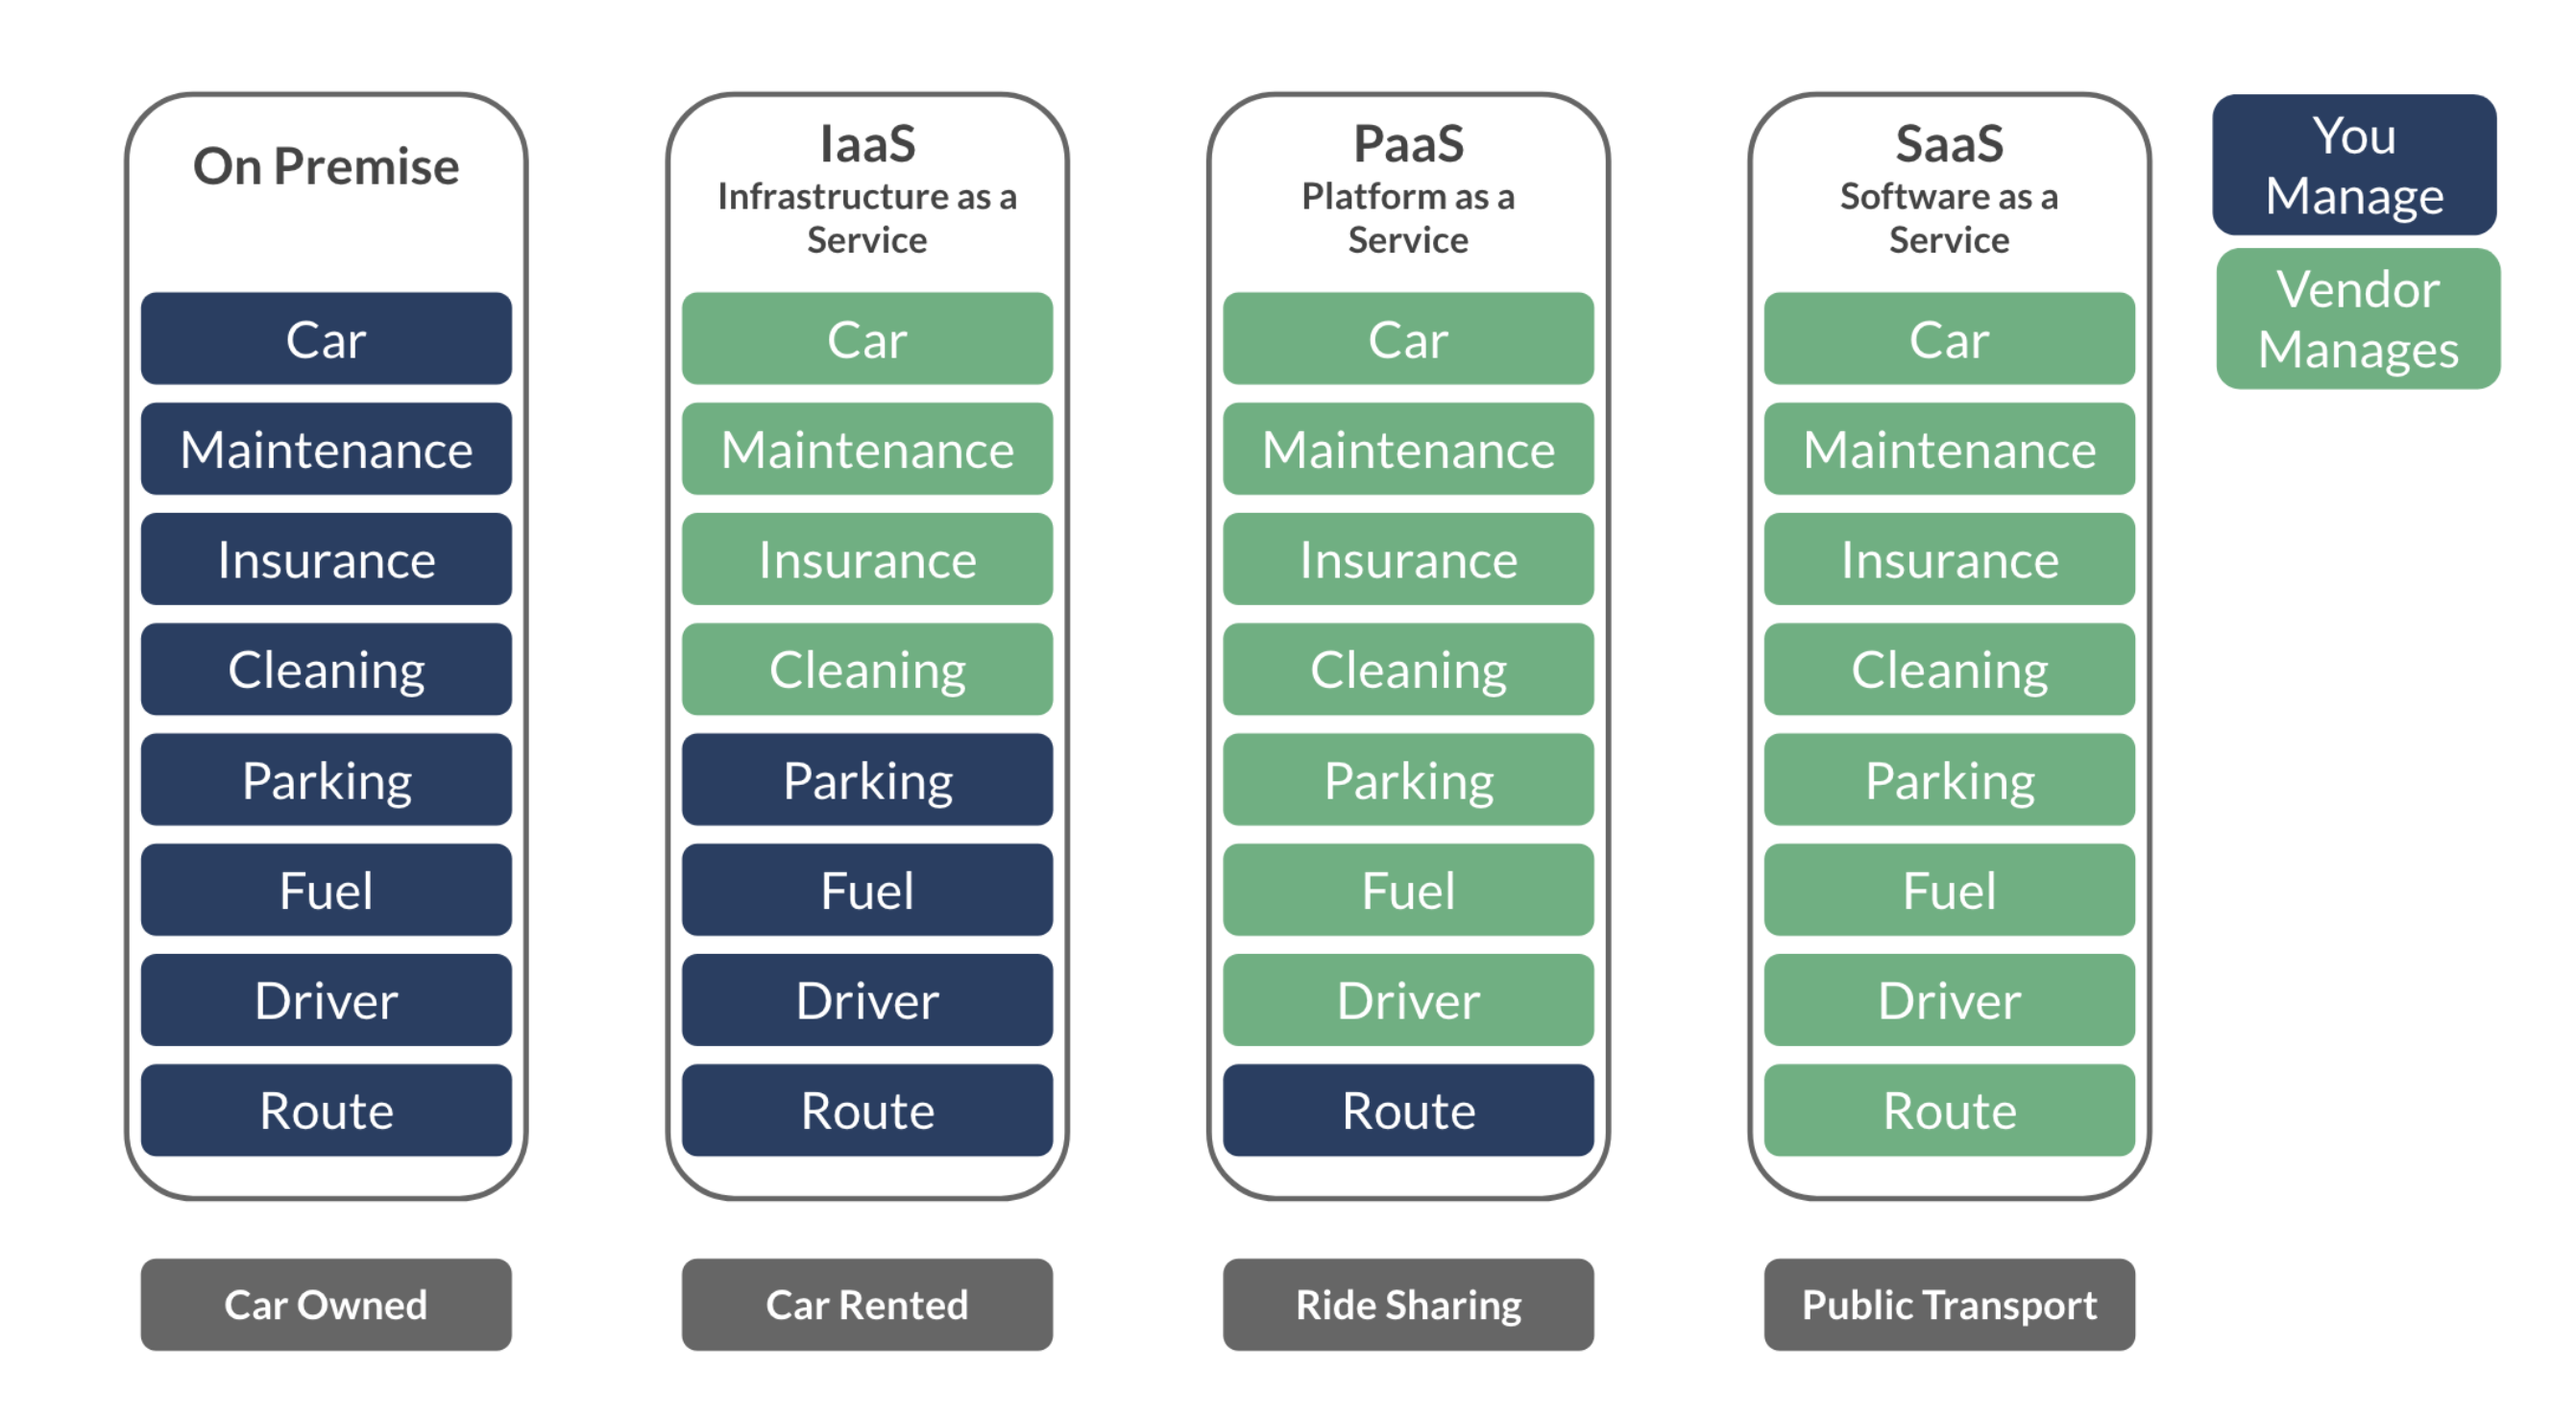 On Premise
Car
Maintenance
Insurance
Cleaning
Parking
Fuel
Driver
Route
Car Owned
IaaS
Infrastructure as a
Service
Car
Maintenance
Insurance
Cleaning
Parking
Fuel
Driver
Route
Car Rented
PaaS
Platform as a
Service
Car
Maintenance
Insurance
Cleaning
Parking
Fuel
Driver
Route
Ride Sharing
SaaS
Software as a
Service
Car
Maintenance
Insurance
Cleaning
Parking
Fuel
Driver
Route
Public Transport
You
Manage
Vendor
Manages